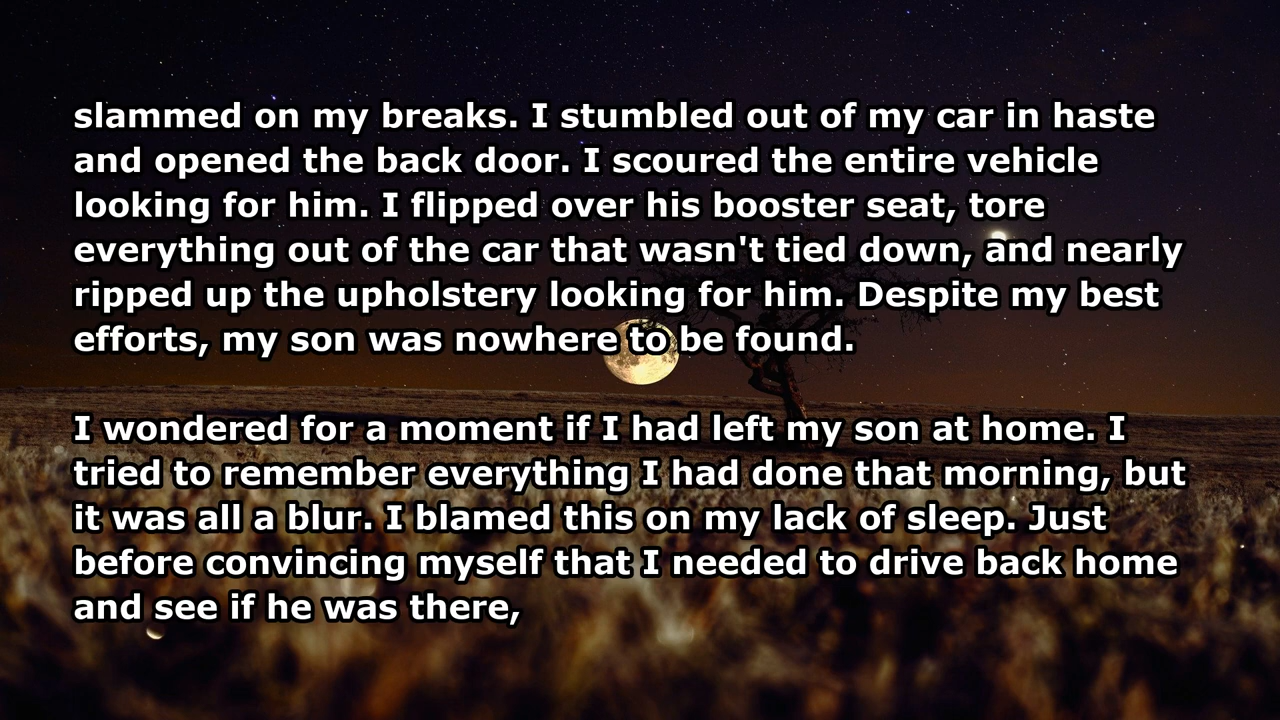 slammed on my breaks. I stumbled out of my car in haste
and opened the back door. I scoured the entire vehicle
looking for him. I flipped over his booster seat, tore
everything out of the car that wasn't tied down, and nearly
ripped up the upholstery looking for him. Despite my best
efforts, my son was nowhere to be found.
I wondered for a moment if I had left my son at home. I
tried to remember everything I had done that morning, but
it was all a blur. I blamed this on my lack of sleep. Just
before convincing myself that I needed to drive back home
and see if he was there,